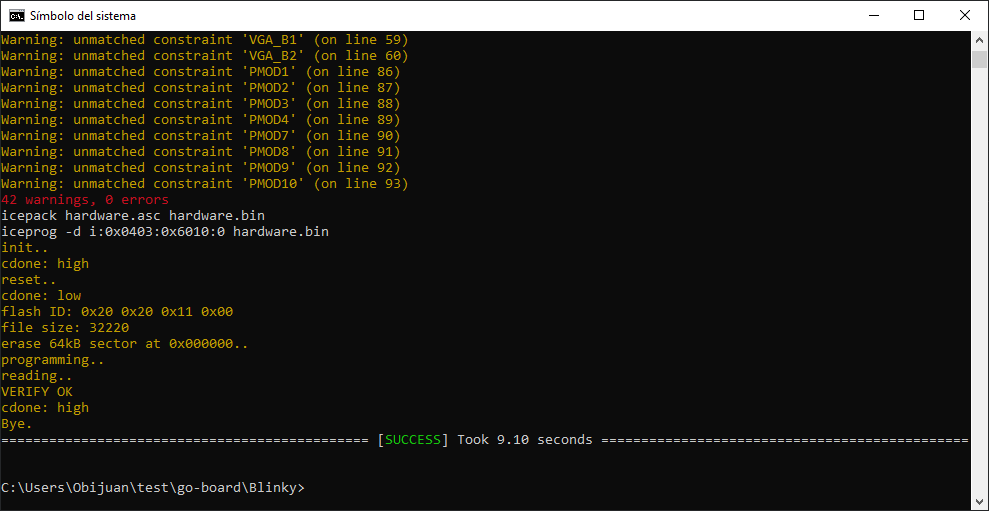 Símbolo del sistema
Warning: unmatched constraint 'VGA_B1' (on line 59)
Warning: unmatched constraint 'VGA_B2' (on line 60)
Warning: unmatched constraint 'PMOD1' (on line 86)
Warning: unmatched constraint 'PMOD2' (on line 87)
Warning: unmatched constraint 'PMOD3' (on line 88)
Warning: unmatched constraint 'PMOD4' (on line 89)
Warning: unmatched constraint 'PMOD7' (on line 90)
Warning: unmatched constraint 'PMOD8' (on line 91)
Warning: unmatched constraint 'PMOD9' (on line 92)
Warning: unmatched constraint 'PMOD10' (on line 93)
42 warnings, 0 errors
icepack hardware.asc hardware.bin
iceprog -d i:0x0403:0x6010:0 hardware.bin
init..
cdone: high
reset..
cdone: low
flash ID: 0x20 0x20 0x11 0x00
file size: 32220
erase 64kB sector at 0x000000..
programming..
reading..
VERIFY OK
cdone: high
Bye.
============================================== [SUCCESS] Took 9.10 seconds ==============================================
C:\Users\Obijuan\test\go-board\Blinky>